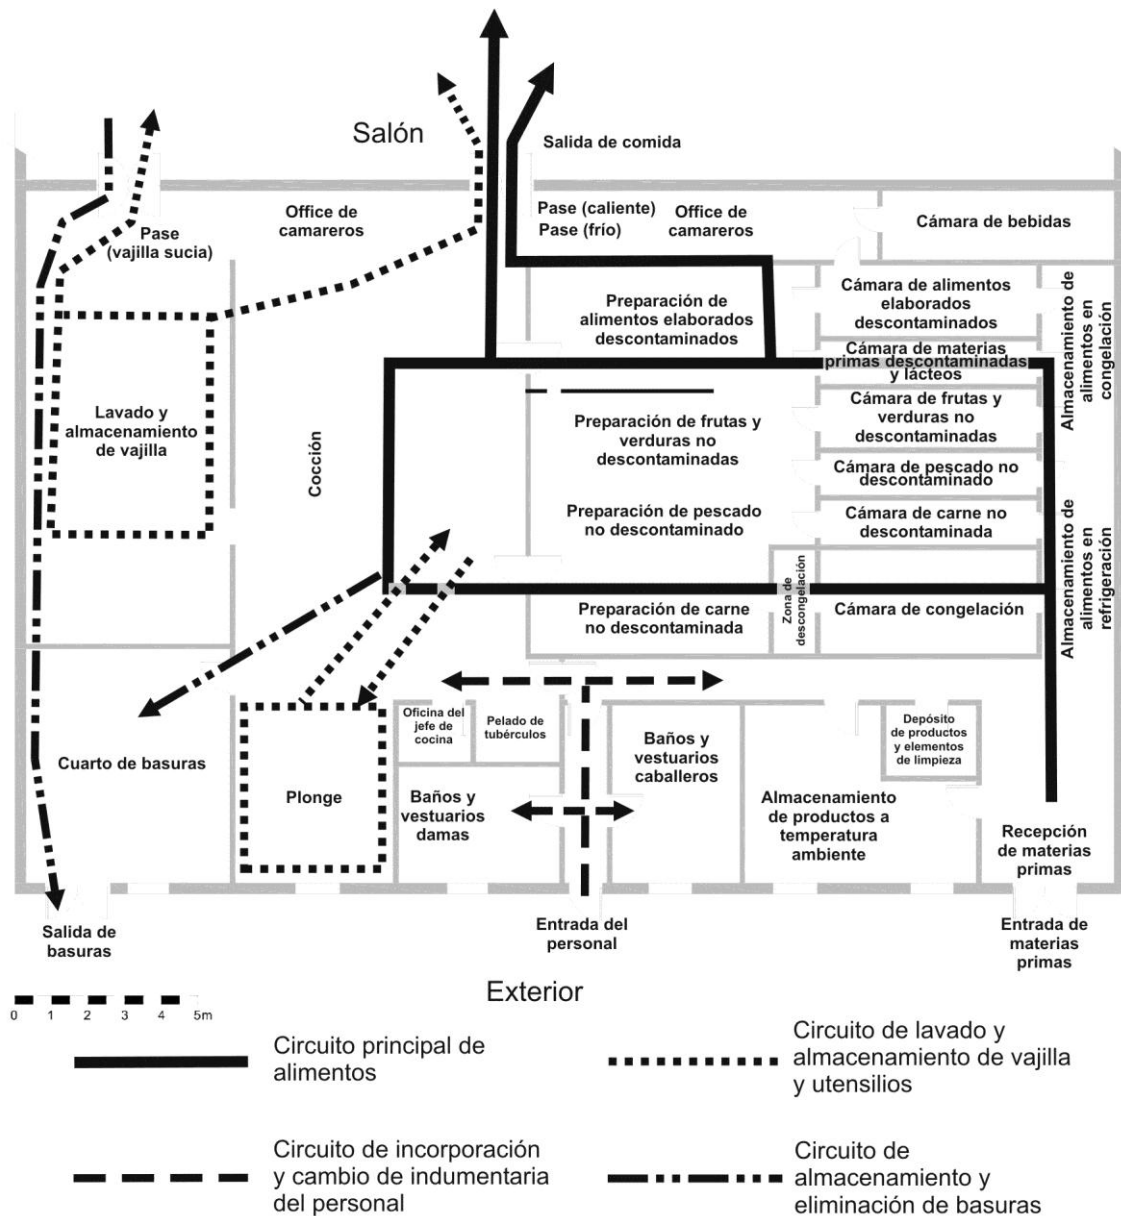 Salón
Salida de comida
Pase
(vajilla sucia)
Office de
camareros
Pase (caliente)
Pase (frío)
Office de
camareros
Cámara de bebidas
Preparación de
alimentos elaborados
descontaminados
Cámara de alimentos
elaborados
descontaminados
Almacenamiento de
alimentos en
congelación
Cámara de materias
primas descontaminadas
y lácteos
Lavado y
almacenamiento
de vajilla
Cocción
Preparación de frutas y
verduras no
descontaminadas
Cámara de frutas y
verduras no
descontaminadas
Cámara de pescado no
descontaminado
Preparación de pescado
no descontaminado
Cámara de carne no
descontaminada
Almacenamiento de
alimentos en
refrigeración
Preparación de carne
no descontaminada
Zona de
descongelación
Cámara de congelación
Cuarto de basuras
Plonge
Oficina del
jefe de
cocina
Pelado de
tubérculos
Baños y
vestuarios
damas
Baños y
vestuarios
caballeros
Depósito
de productos
y elementos
de limpieza
Almacenamiento
de productos a
temperatura
ambiente
Recepción
de materias
primas
Salida de
basuras
Entrada del
personal
Entrada de
materias
primas
Exterior
0 1 2 3 4 5m
Circuito principal de
alimentos
Circuito de lavado y
almacenamiento de vajilla
y utensilios
Circuito de incorporación
y cambio de indumentaria
del personal
Circuito de
almacenamiento y
eliminación de basuras